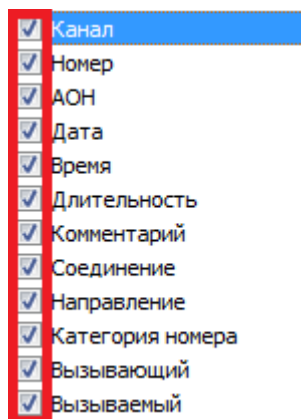 Канал
Номер
АОН
Дата
Время
Длительность
Комментарий
Соединение
Направление
Категория номера
Вызывающий
Вызываемый